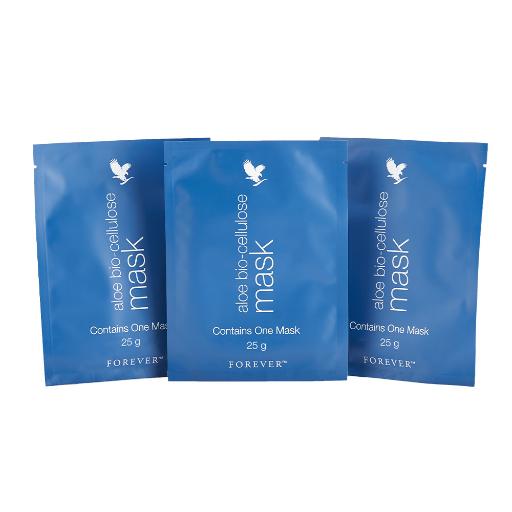 aloe bio-cellulose
mask
Contains One Mask
25 g
FOREVER™
aloe bio-cellulose
mask
Contains One Mask
25 g
FOREVER™
aloe bio-cellulose
mask
Contains One Mask
25 g
FOREVER™